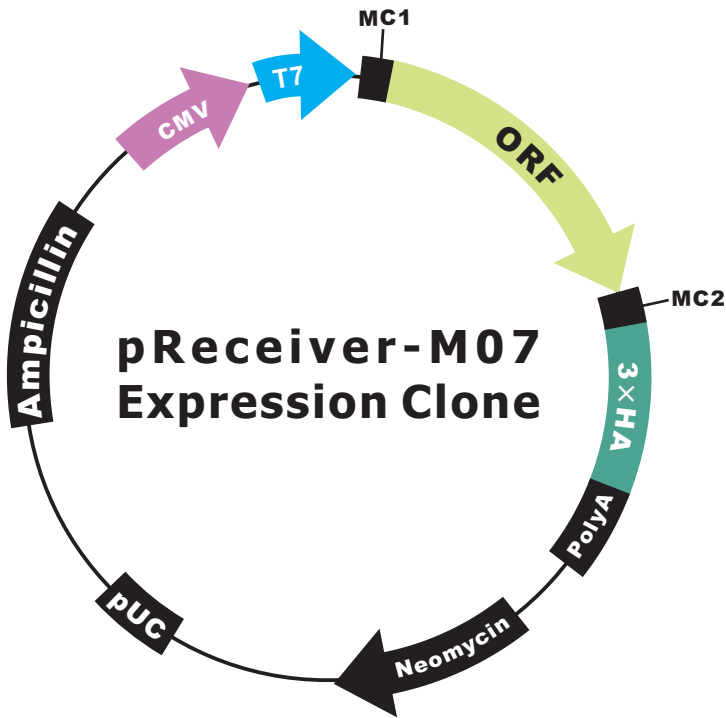 MC1
T7
CMV
ORF
MC2
Ampicillin
pReceiver-M07
Expression Clone
3×HA
PolyA
pUC
Neomycin